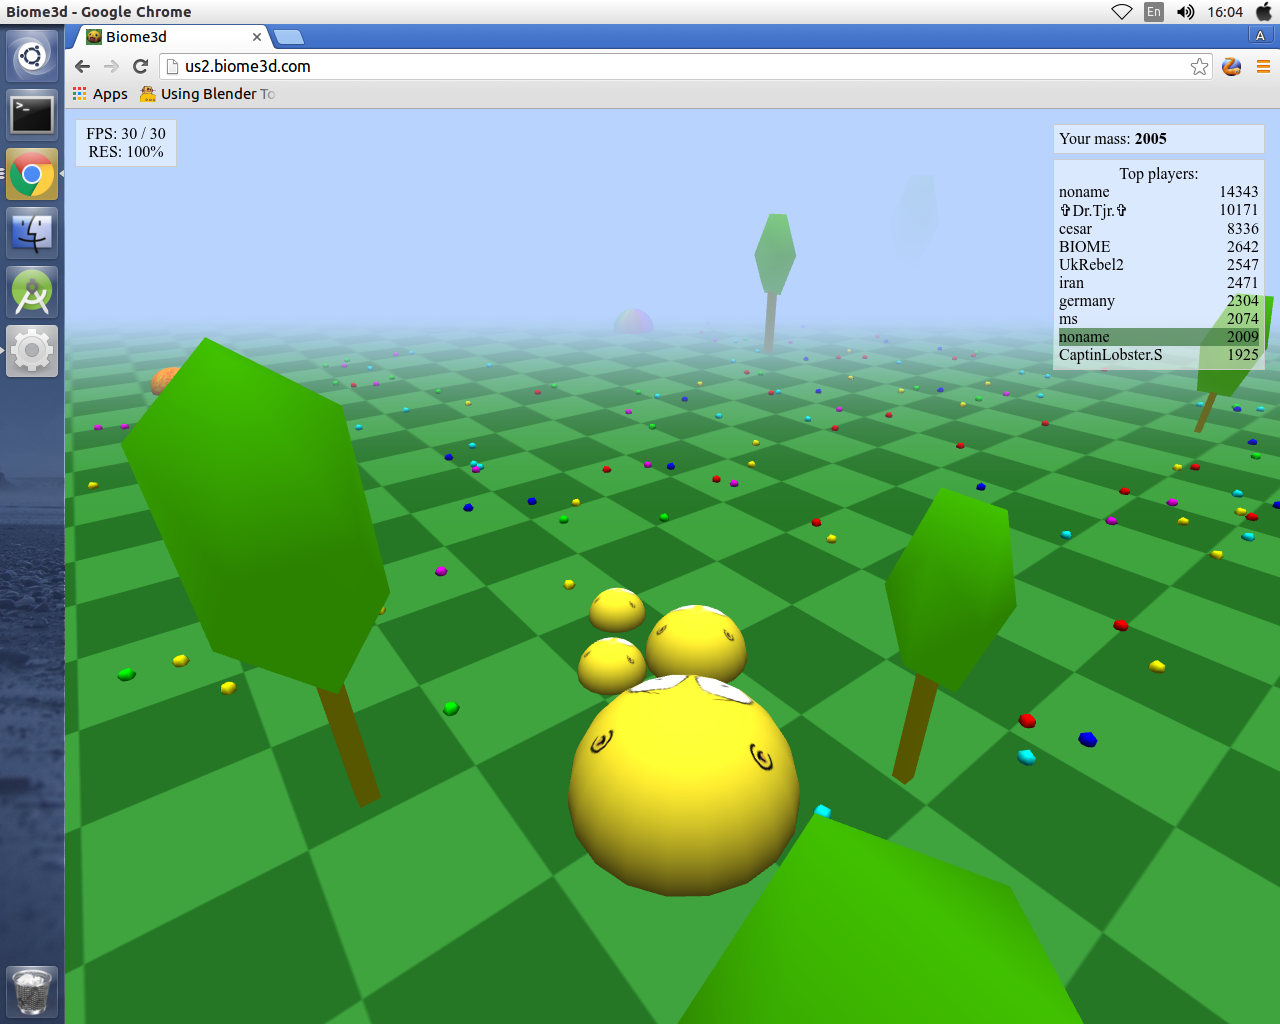 Biome3d - Google Chrome
En
16:04
Biome3d
A
us2.biome3d.com
Apps
Using Blender To
FPS: 30 / 30
RES: 100%
Your mass: 2005
Top players:
noname 14343
✞Dr.Tjr.✞ 10171
cesar 8336
BIOME 2642
UkRebel2 2547
iran 2471
germany 2304
ms 2074
noname 2009
CaptinLobster.S 1925